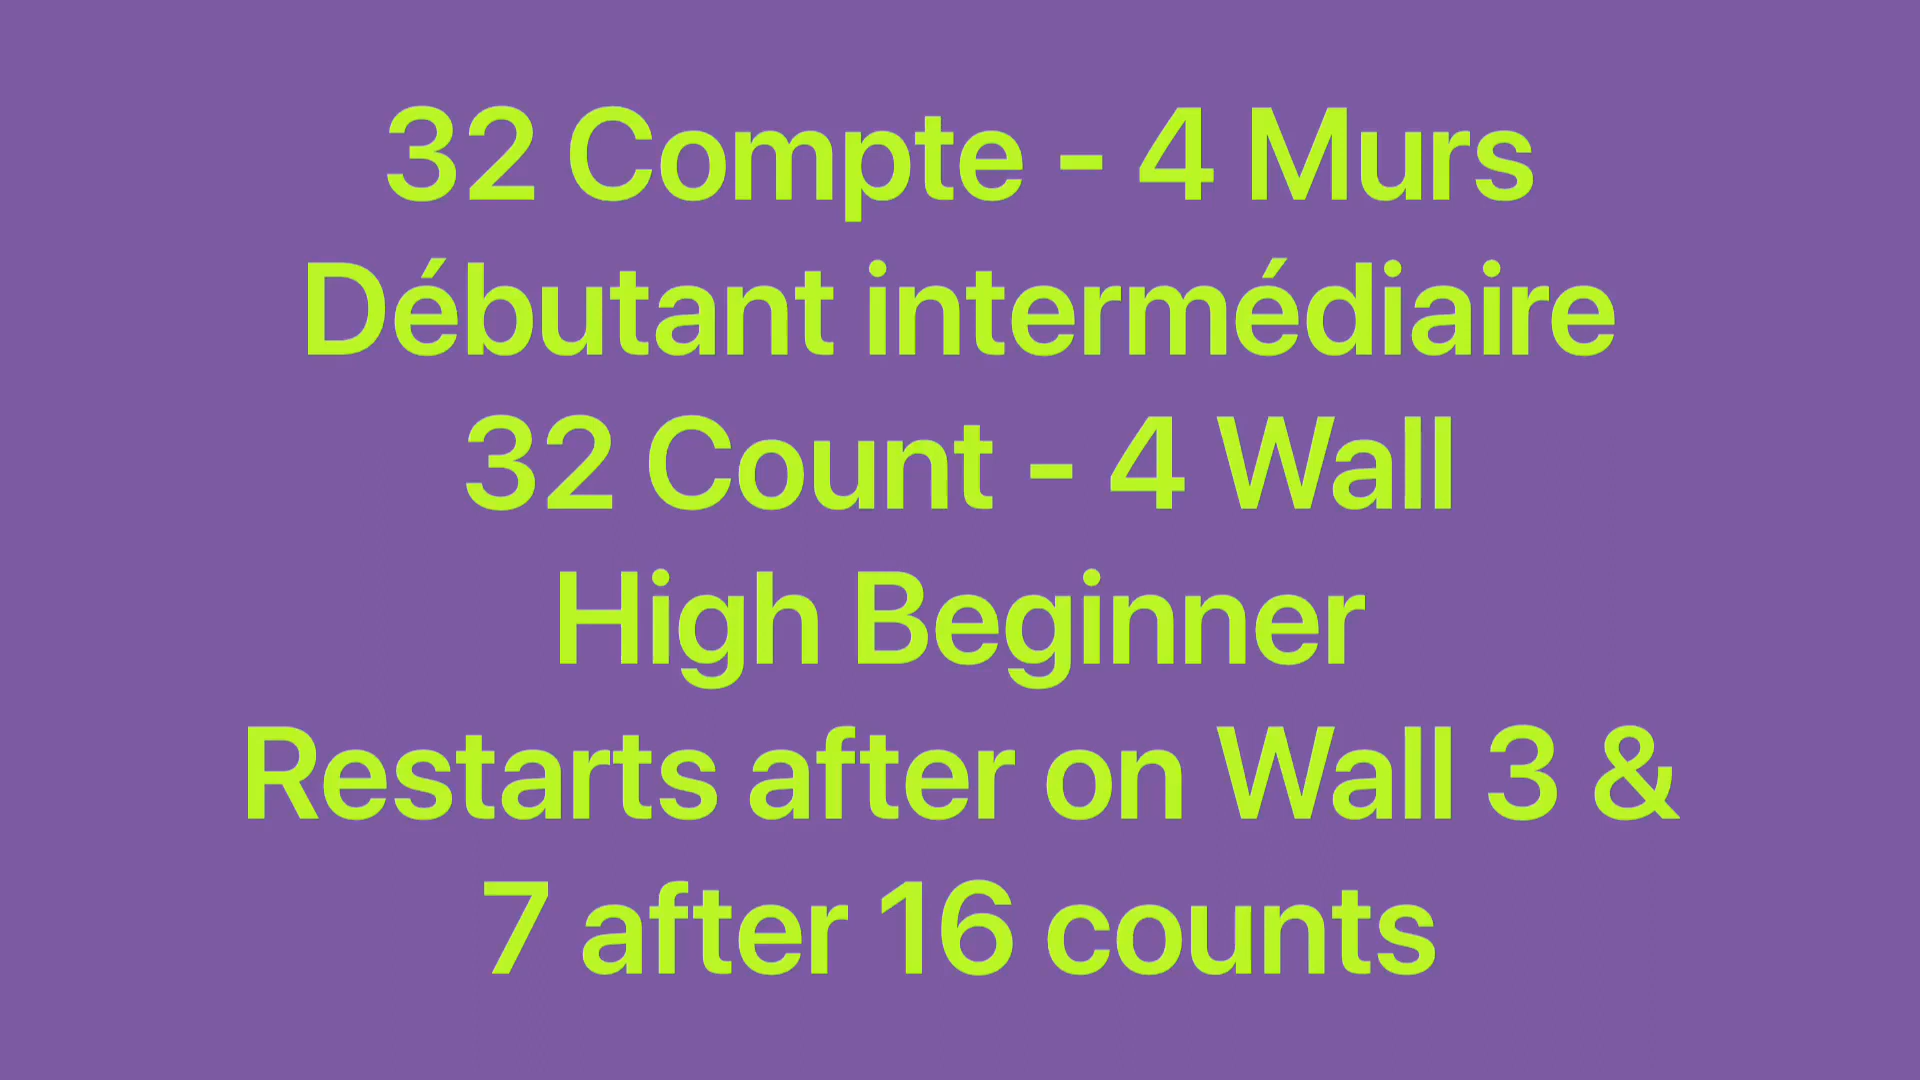 32 Compte - 4 Murs
Débutant intermédiaire
32 Count - 4 Wall
High Beginner
Restarts after on Wall 3 &
7 after 16 counts